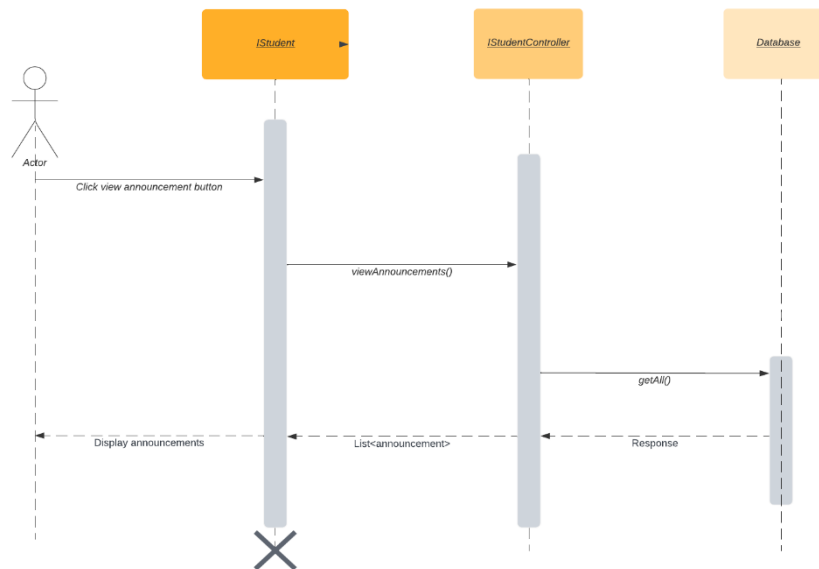 IStudent
IStudentController
Database
Actor
Click view announcement button
viewAnnouncements()
getAll()
Display announcements
List<announcement>
Response